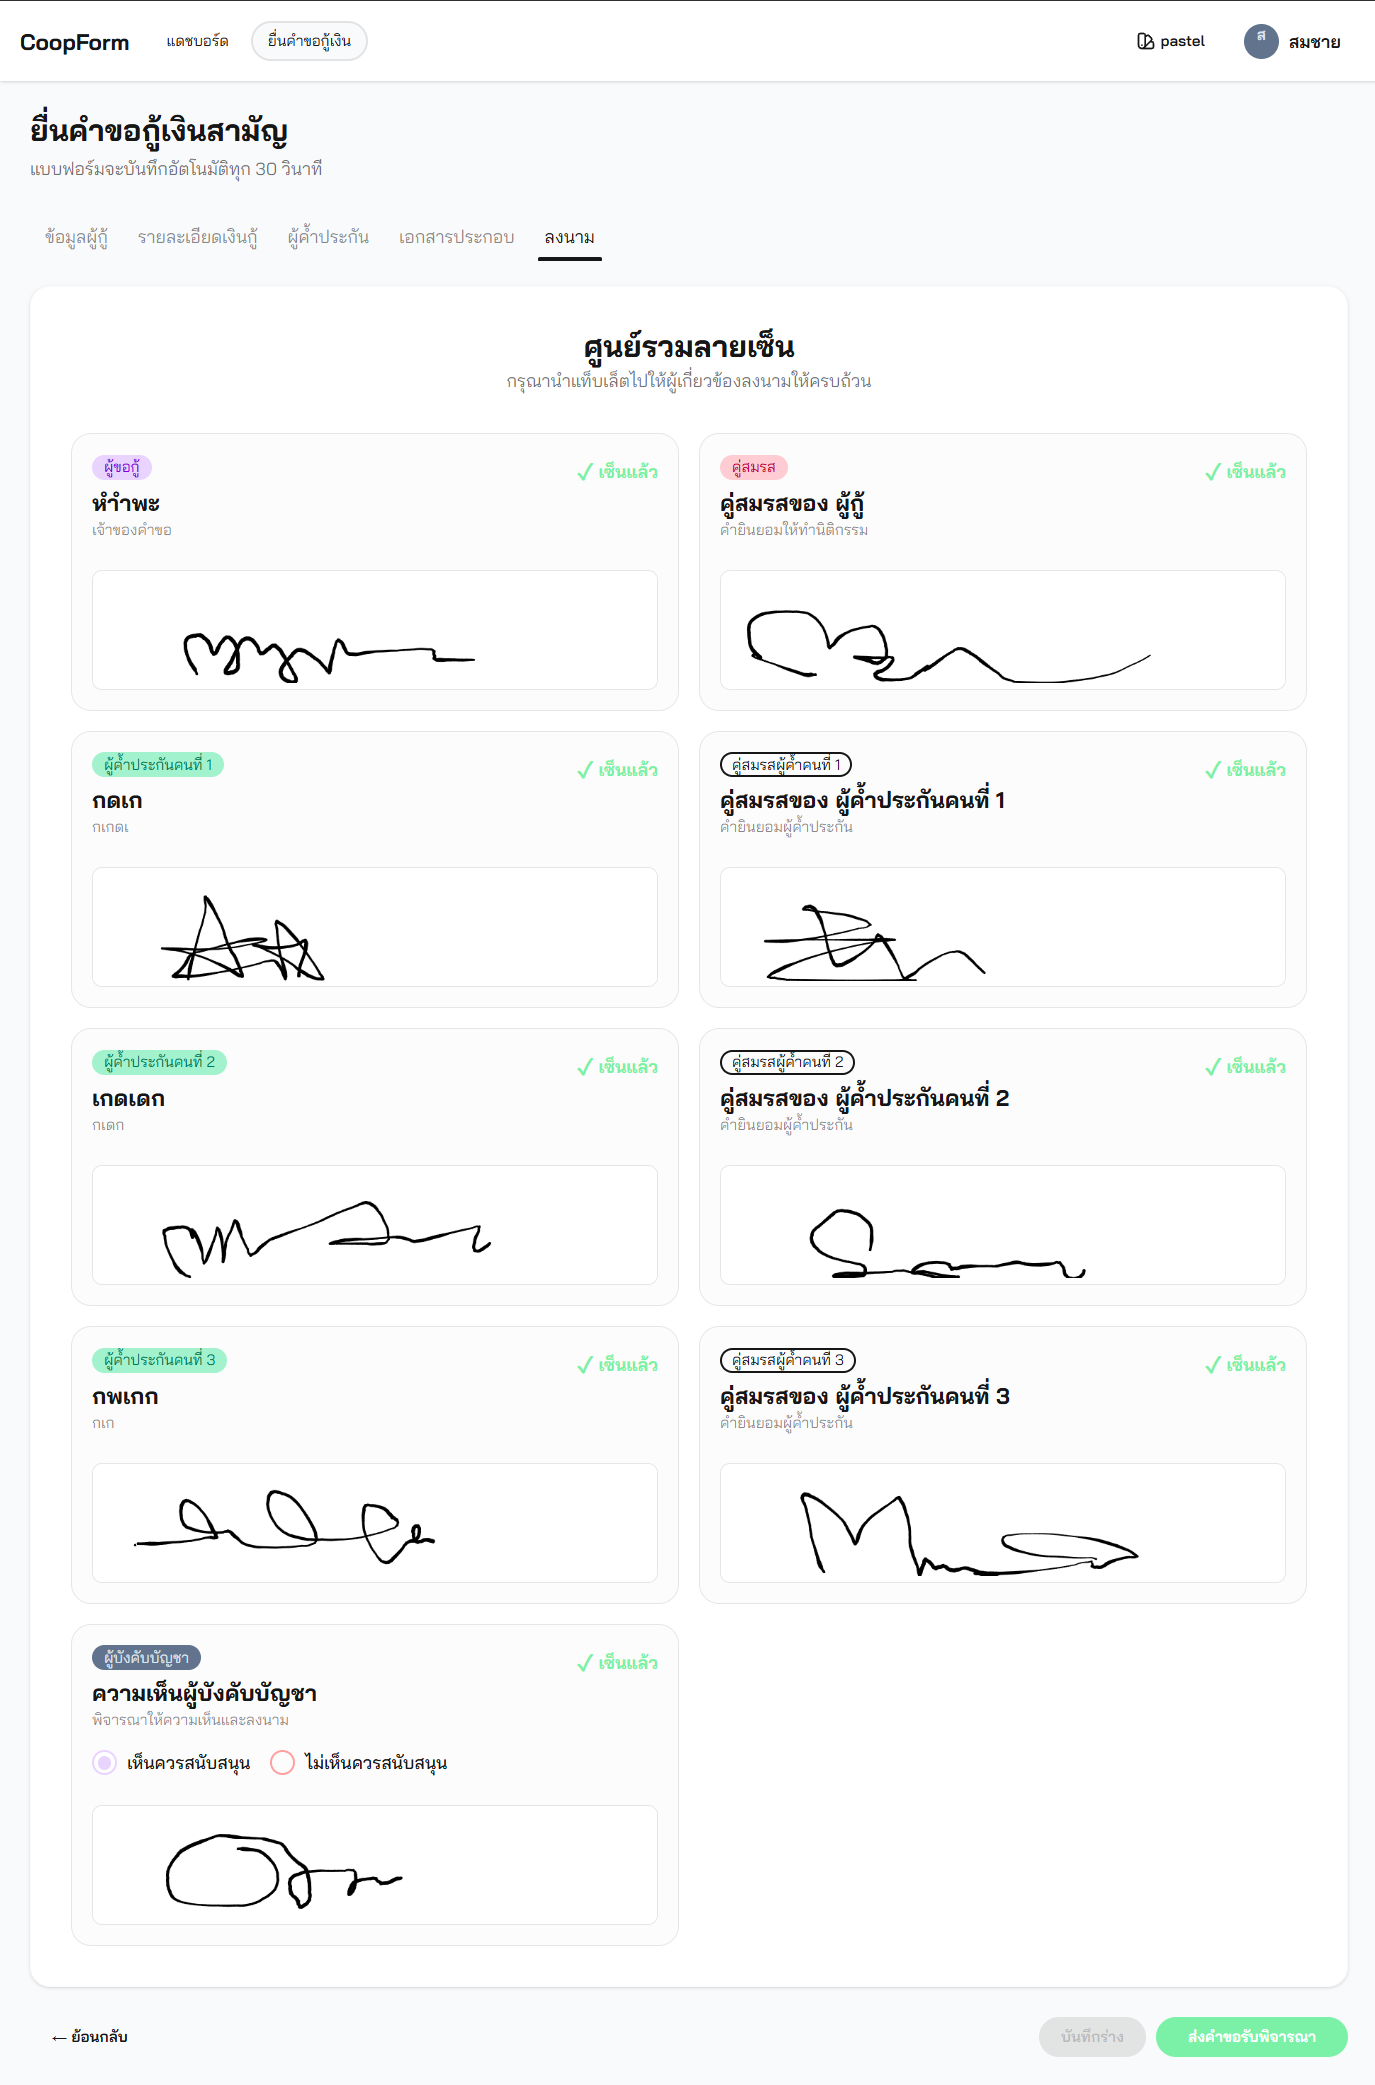 CoopForm
แดชบอร์ด
ยื่นคำขอกู้เงิน
pastel
ส
สมชาย
ยื่นคำขอกู้เงินสามัญ
แบบฟอร์มจะบันทึกอัตโนมัติทุก 30 วินาที
ข้อมูลผู้กู้
รายละเอียดเงินกู้
ผู้ค้ำประกัน
เอกสารประกอบ
ลงนาม
ศูนย์รวมลายเซ็น
กรุณานำแท็บเล็ตไปให้ผู้เกี่ยวข้องลงนามให้ครบถ้วน
ผู้ขอกู้
✓ เซ็นแล้ว
หำำพะ
เจ้าของคำขอ
คู่สมรส
✓ เซ็นแล้ว
คู่สมรสของ ผู้กู้
คำยินยอมให้ทำนิติกรรม
ผู้ค้ำประกันคนที่ 1
✓ เซ็นแล้ว
กดเก
กเกดเ
คู่สมรสผู้ค้ำคนที่ 1
✓ เซ็นแล้ว
คู่สมรสของ ผู้ค้ำประกันคนที่ 1
คำยินยอมผู้ค้ำประกัน
ผู้ค้ำประกันคนที่ 2
✓ เซ็นแล้ว
เกดเดก
กเดก
คู่สมรสผู้ค้ำคนที่ 2
✓ เซ็นแล้ว
คู่สมรสของ ผู้ค้ำประกันคนที่ 2
คำยินยอมผู้ค้ำประกัน
ผู้ค้ำประกันคนที่ 3
✓ เซ็นแล้ว
กพเกก
กเก
คู่สมรสผู้ค้ำคนที่ 3
✓ เซ็นแล้ว
คู่สมรสของ ผู้ค้ำประกันคนที่ 3
คำยินยอมผู้ค้ำประกัน
ผู้บังคับบัญชา
✓ เซ็นแล้ว
ความเห็นผู้บังคับบัญชา
พิจารณาให้ความเห็นและลงนาม
เห็นควรสนับสนุน
ไม่เห็นควรสนับสนุน
← ย้อนกลับ
บันทึกร่าง
ส่งคำขอรับพิจารณา